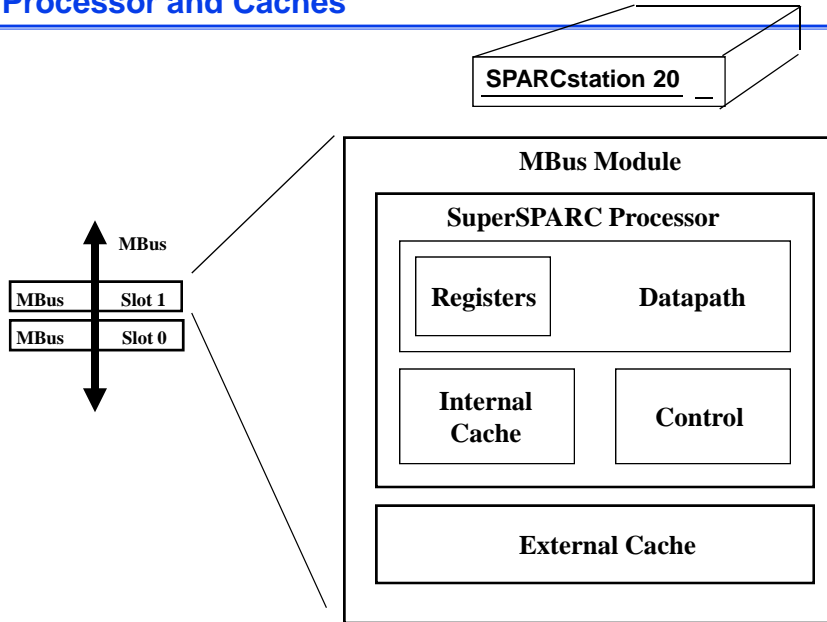 Processor and Caches
SPARCstation 20
MBus Module
SuperSPARC Processor
MBus
Registers
Datapath
MBus Slot 1
MBus Slot 0
Internal
Cache
Control
External Cache